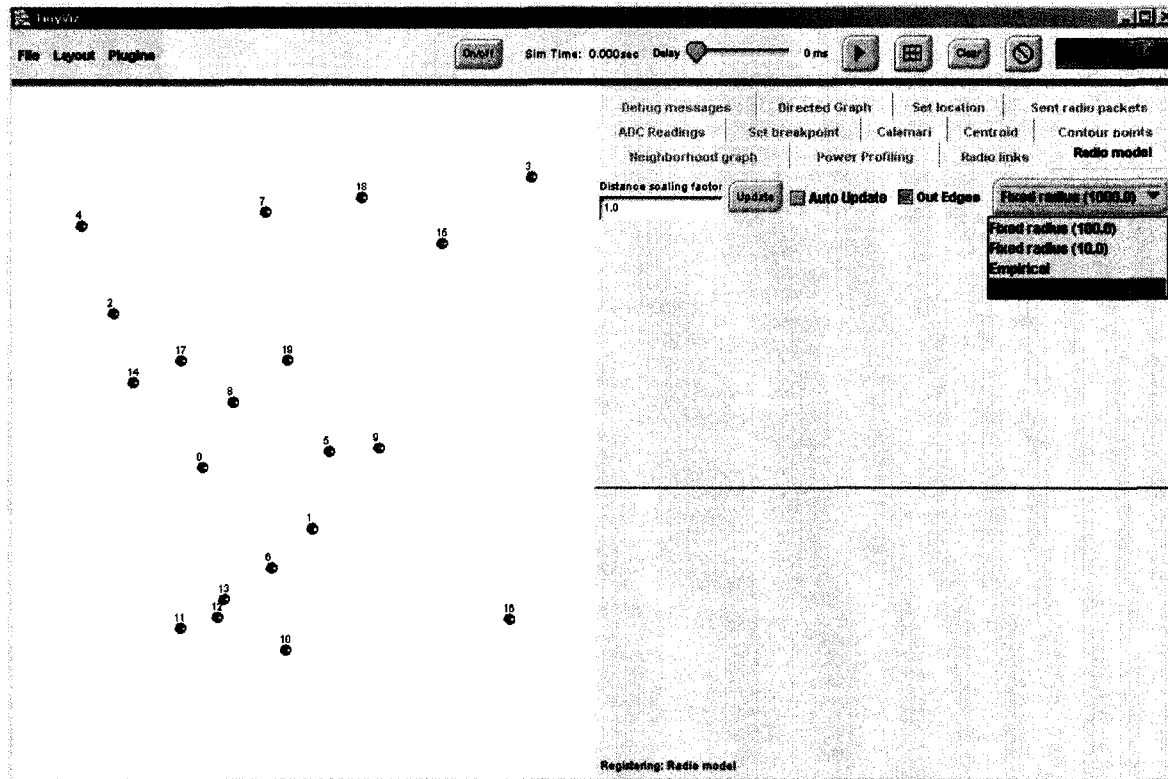 TinyViz
File Layout Plugins
On/off
Sim Time: 0.000sec
Delay
0 ms
Clear
Debug messages Directed Graph Set location Sent radio packets
ADC Readings Set breakpoint Calamari Centroid Contour points
Neighborhood graph Power Profiling Radio links Radio model
Distance scaling factor
1.0
Update
Auto Update
Out Edges
Fixed radius (1000.0)
Fixed radius (100.0)
Fixed radius (10.0)
Empirical
3
18
7
4
15
2
17
19
14
8
5
9
0
1
6
13
12
11
16
10
Registering: Radio model